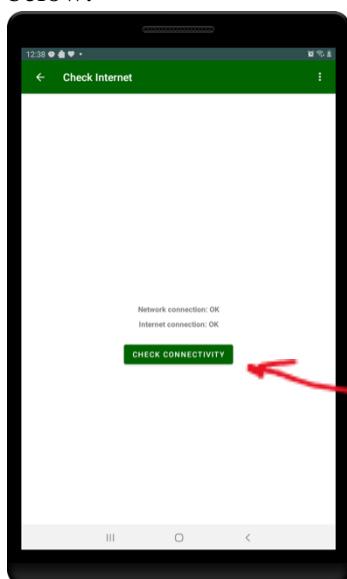 12:38
Check Internet
Network connection: OK
Internet connection: OK
CHECK CONNECTIVITY